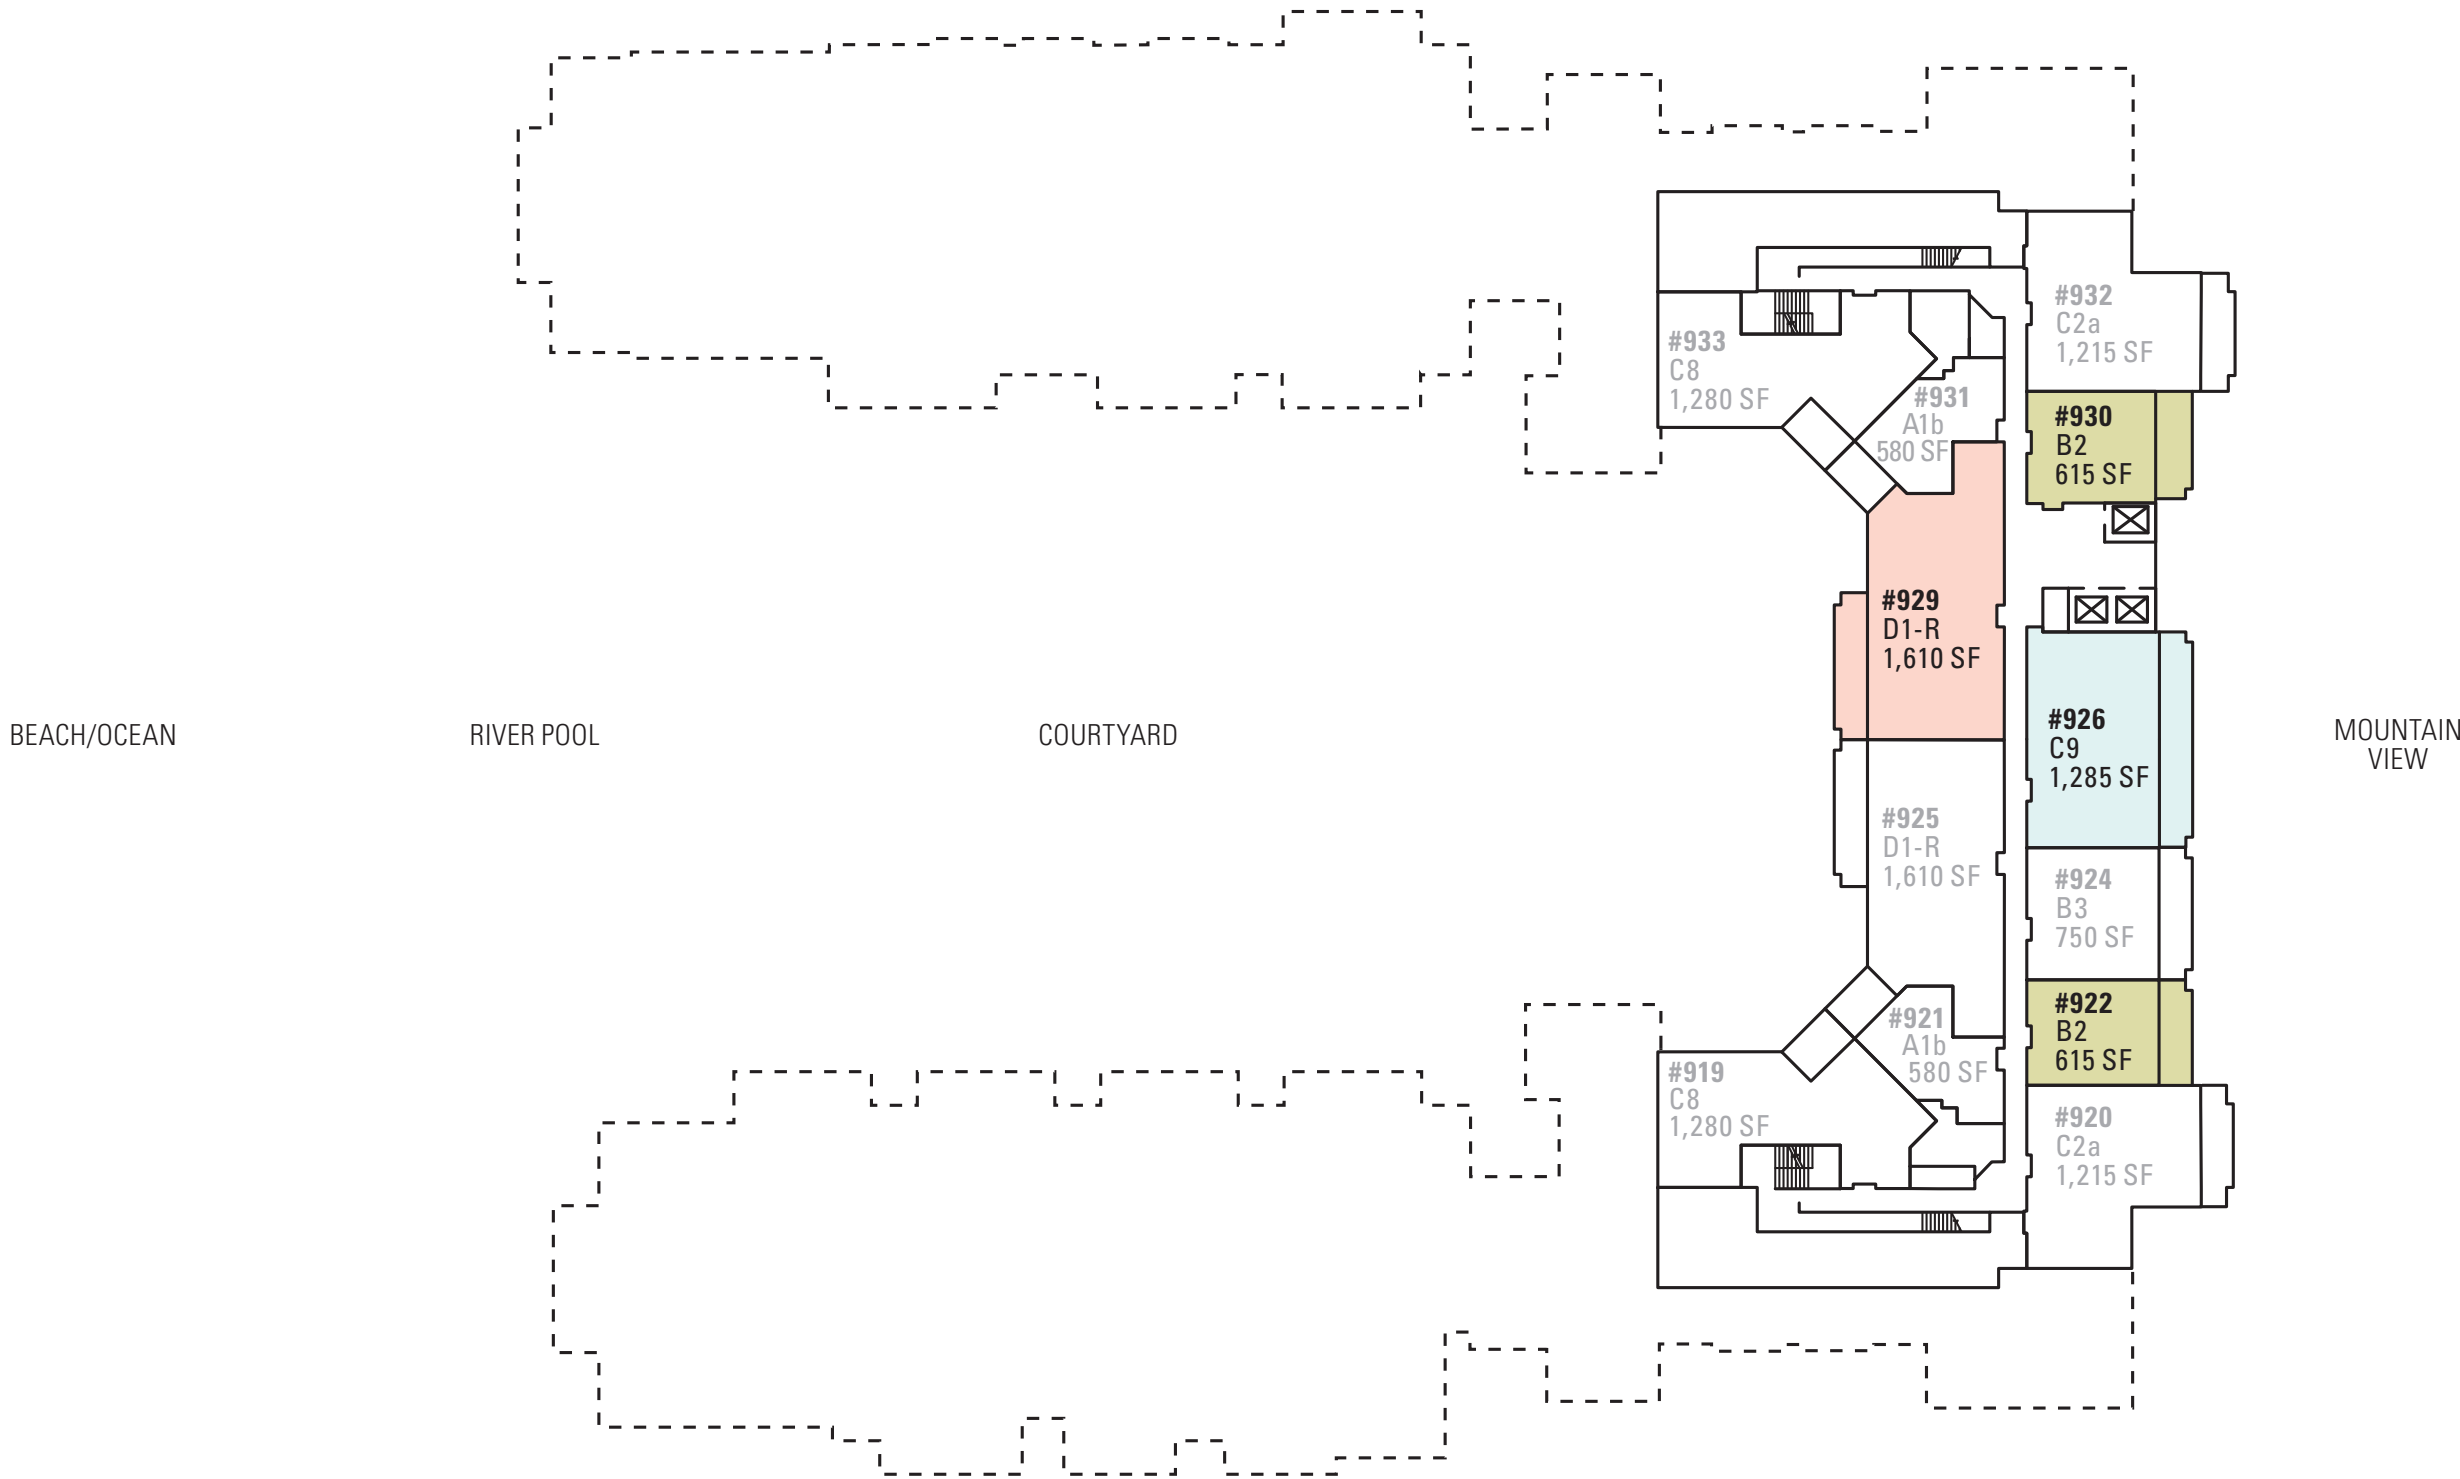 BEACH/OCEAN
RIVER POOL
COURTYARD
#933
C8
1,280 SF
#931
A1b
580 SF
#932
C2a
1,215 SF
#930
B2
615 SF
#929
D1-R
1,610 SF
#926
C9
1,285 SF
#925
D1-R
1,610 SF
#924
B3
750 SF
#922
B2
615 SF
#921
A1b
580 SF
#919
C8
1,280 SF
#920
C2a
1,215 SF
MOUNTAIN
VIEW